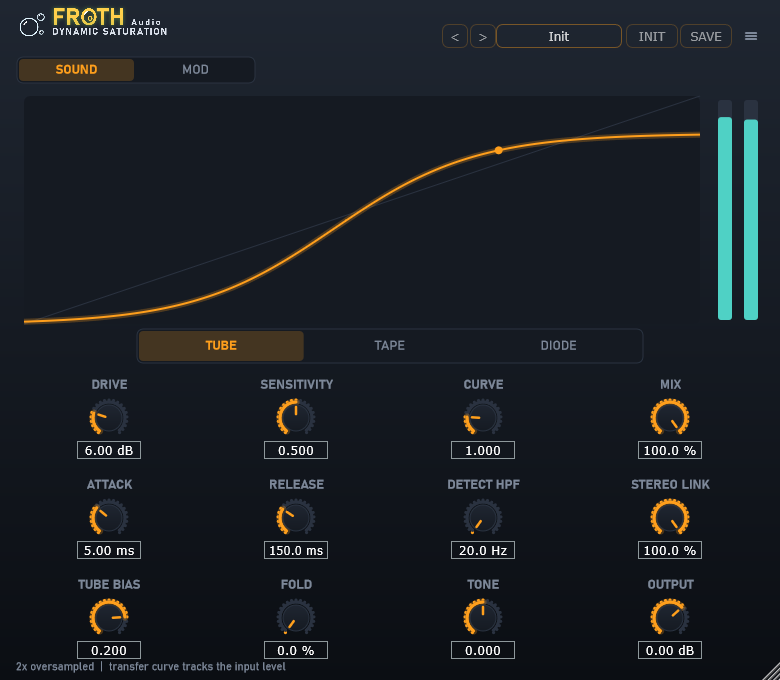 FROTH Audio
DYNAMIC SATURATION
< > Init INIT SAVE
SOUND MOD
TUBE TAPE DIODE
DRIVE SENSITIVITY CURVE MIX
6.00 dB 0.500 1.000 100.0 %
ATTACK RELEASE DETECT HPF STEREO LINK
5.00 ms 150.0 ms 20.0 Hz 100.0 %
TUBE BIAS FOLD TONE OUTPUT
0.200 0.0 % 0.000 0.00 dB
2x oversampled | transfer curve tracks the input level